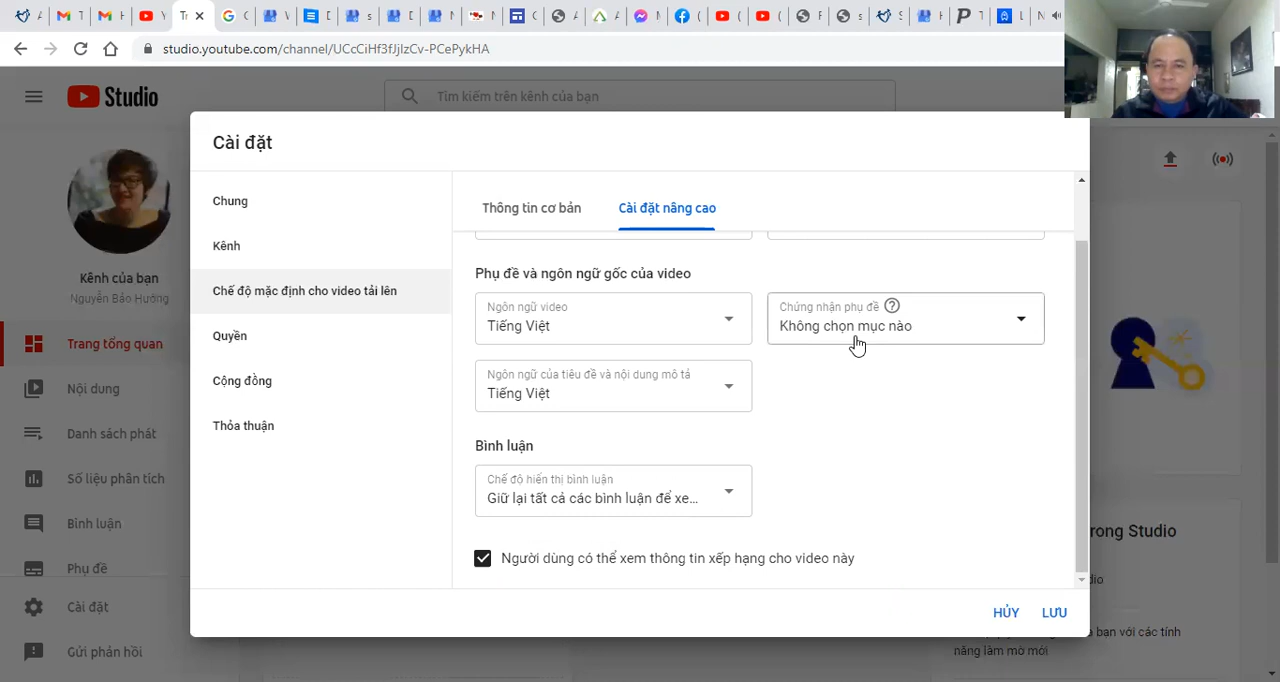 studio.youtube.com/channel/UCcCiHf3fJjIzCv-PCePykHA
Studio
Tìm kiếm trên kênh của bạn
Cài đặt
Chung
Kênh
Chế độ mặc định cho video tải lên
Quyền
Cộng đồng
Thỏa thuận
Thông tin cơ bản
Cài đặt nâng cao
Phụ đề và ngôn ngữ gốc của video
Ngôn ngữ video
Tiếng Việt
Chứng nhận phụ đề
Không chọn mục nào
Ngôn ngữ của tiêu đề và nội dung mô tả
Tiếng Việt
Bình luận
Chế độ hiển thị bình luận
Giữ lại tất cả các bình luận để xe...
Người dùng có thể xem thông tin xếp hạng cho video này
HỦY
LƯU
Kênh của bạn
Nguyễn Bảo Hướng
Trang tổng quan
Nội dung
Danh sách phát
Số liệu phân tích
Bình luận
Phụ đề
Cài đặt
Gửi phản hồi
rong Studio
dio
a bạn với các tính
năng làm mờ mới